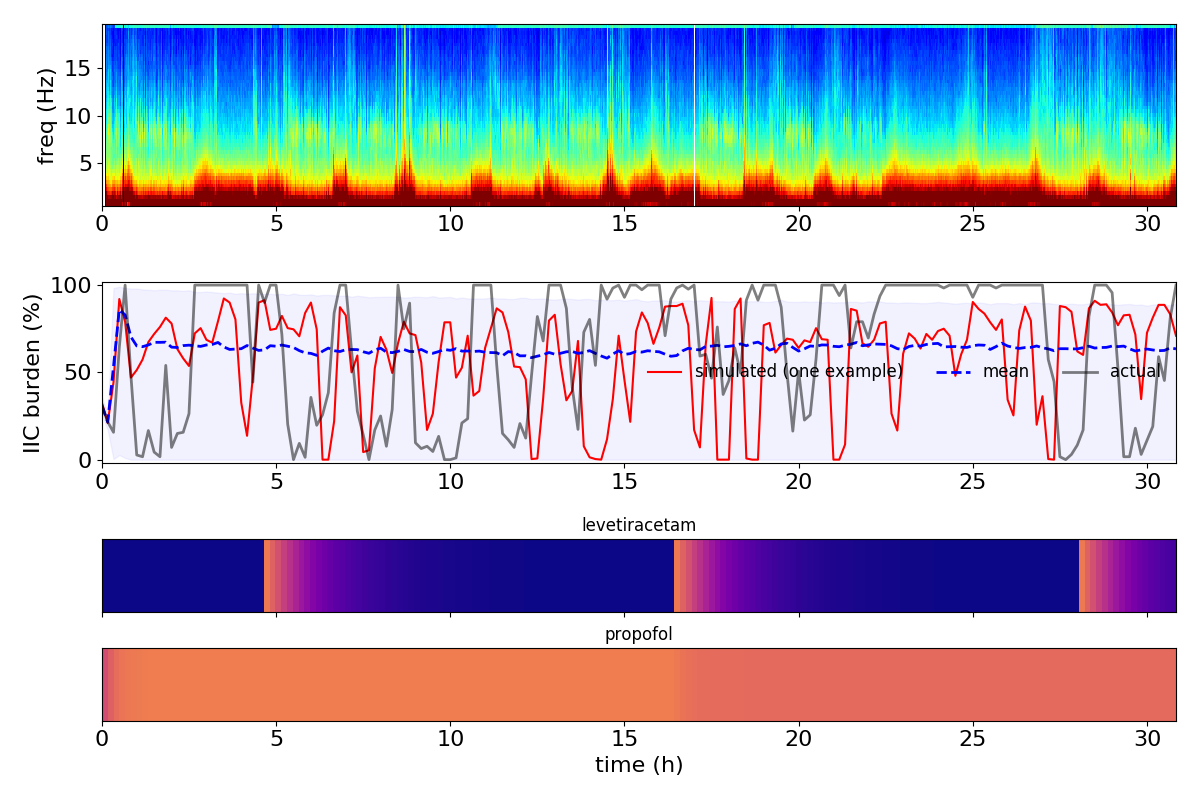 freq (Hz)
15
10
5
0 5 10 15 20 25 30
IIC burden (%)
100
50
0
simulated (one example) mean actual
0 5 10 15 20 25 30
levetiracetam
propofol
0 5 10 15 20 25 30
time (h)